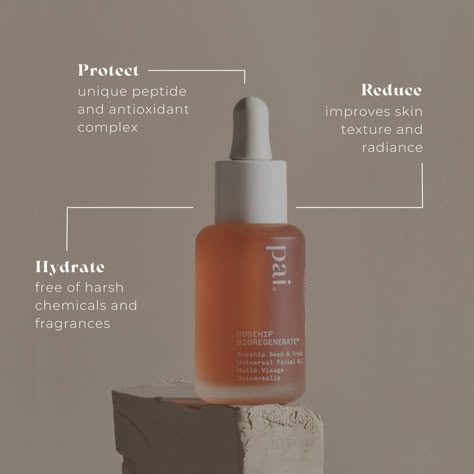 Protect
unique peptide
and antioxidant
complex
Reduce
improves skin
texture and
radiance
Hydrate
free of harsh
chemicals and
fragrances
pai.
ROSEHIP
BIOREGENERATE
Rosehip Seed & Fruit
Universal Facial Oil
Huile Visage
Universelle